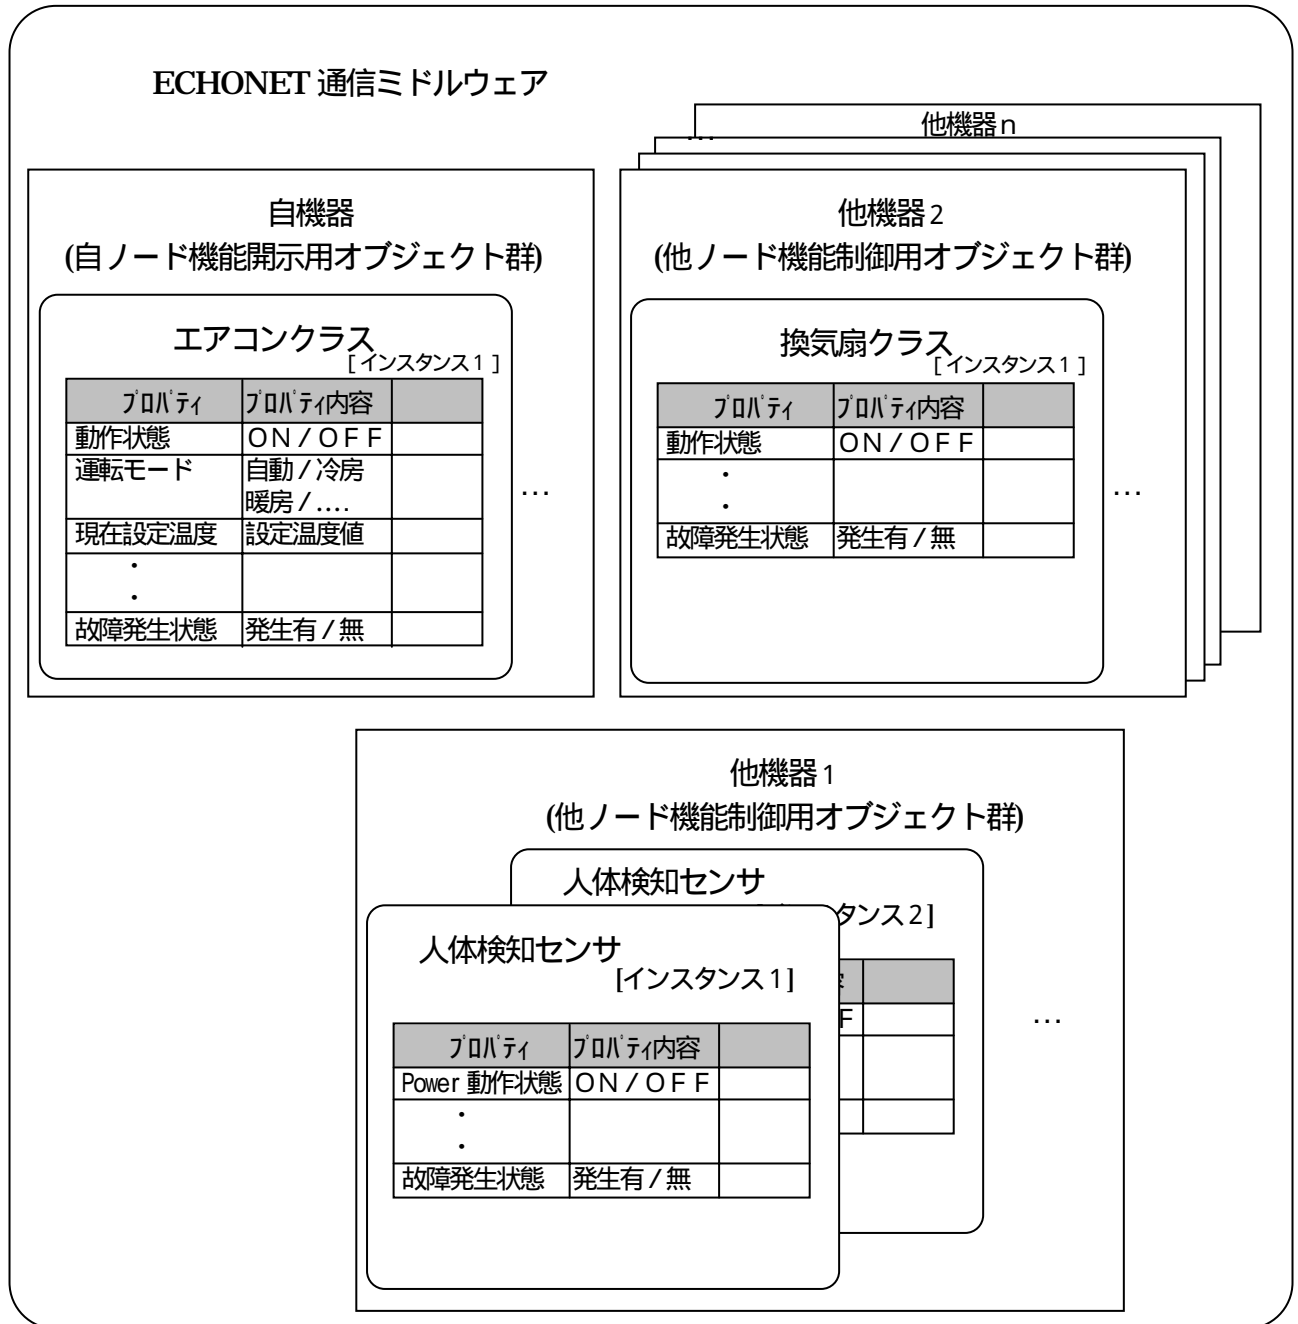 ECHONET 通信ミドルウェア
他機器n
…
自機器
(自ノード機能開示用オブジェクト群)
エアコンクラス
[インスタンス1]
ﾌﾟﾛﾊﾟﾃｨ ﾌﾟﾛﾊﾟﾃｨ内容
動作状態 ON/OFF
運転モード 自動/冷房
暖房/‥‥
現在設定温度 設定温度値
・
・
故障発生状態 発生有/無
…
他機器2
(他ノード機能制御用オブジェクト群)
換気扇クラス
[インスタンス1]
ﾌﾟﾛﾊﾟﾃｨ ﾌﾟﾛﾊﾟﾃｨ内容
動作状態 ON/OFF
・
・
故障発生状態 発生有/無
…
他機器1
(他ノード機能制御用オブジェクト群)
人体検知センサ
タンス2]
F
…
人体検知センサ
[インスタンス1]
ﾌﾟﾛﾊﾟﾃｨ ﾌﾟﾛﾊﾟﾃｨ内容
Power 動作状態 ON/OFF
・
・
故障発生状態 発生有/無